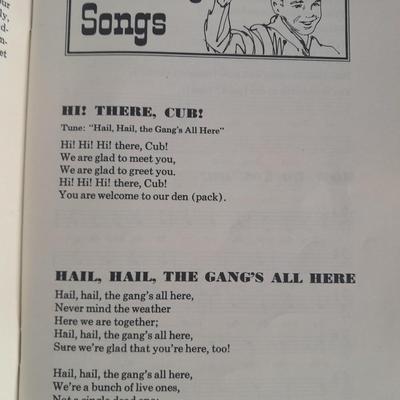 Songs
HI! THERE, CUB!
Tune: "Hail, Hail, the Gang's All Here"
Hi! Hi! Hi! there, Cub!
We are glad to meet you,
We are glad to greet you.
Hi! Hi! Hi! there, Cub!
You are welcome to our den (pack).
HAIL, HAIL, THE GANG'S ALL HERE
Hail, hail, the gang's all here,
Never mind the weather
Here we are together;
Hail, hail, the gang's all here,
Sure we're glad that you're here, too!
Hail, hail, the gang's all here,
We're a bunch of live ones,
Not a single dead one;